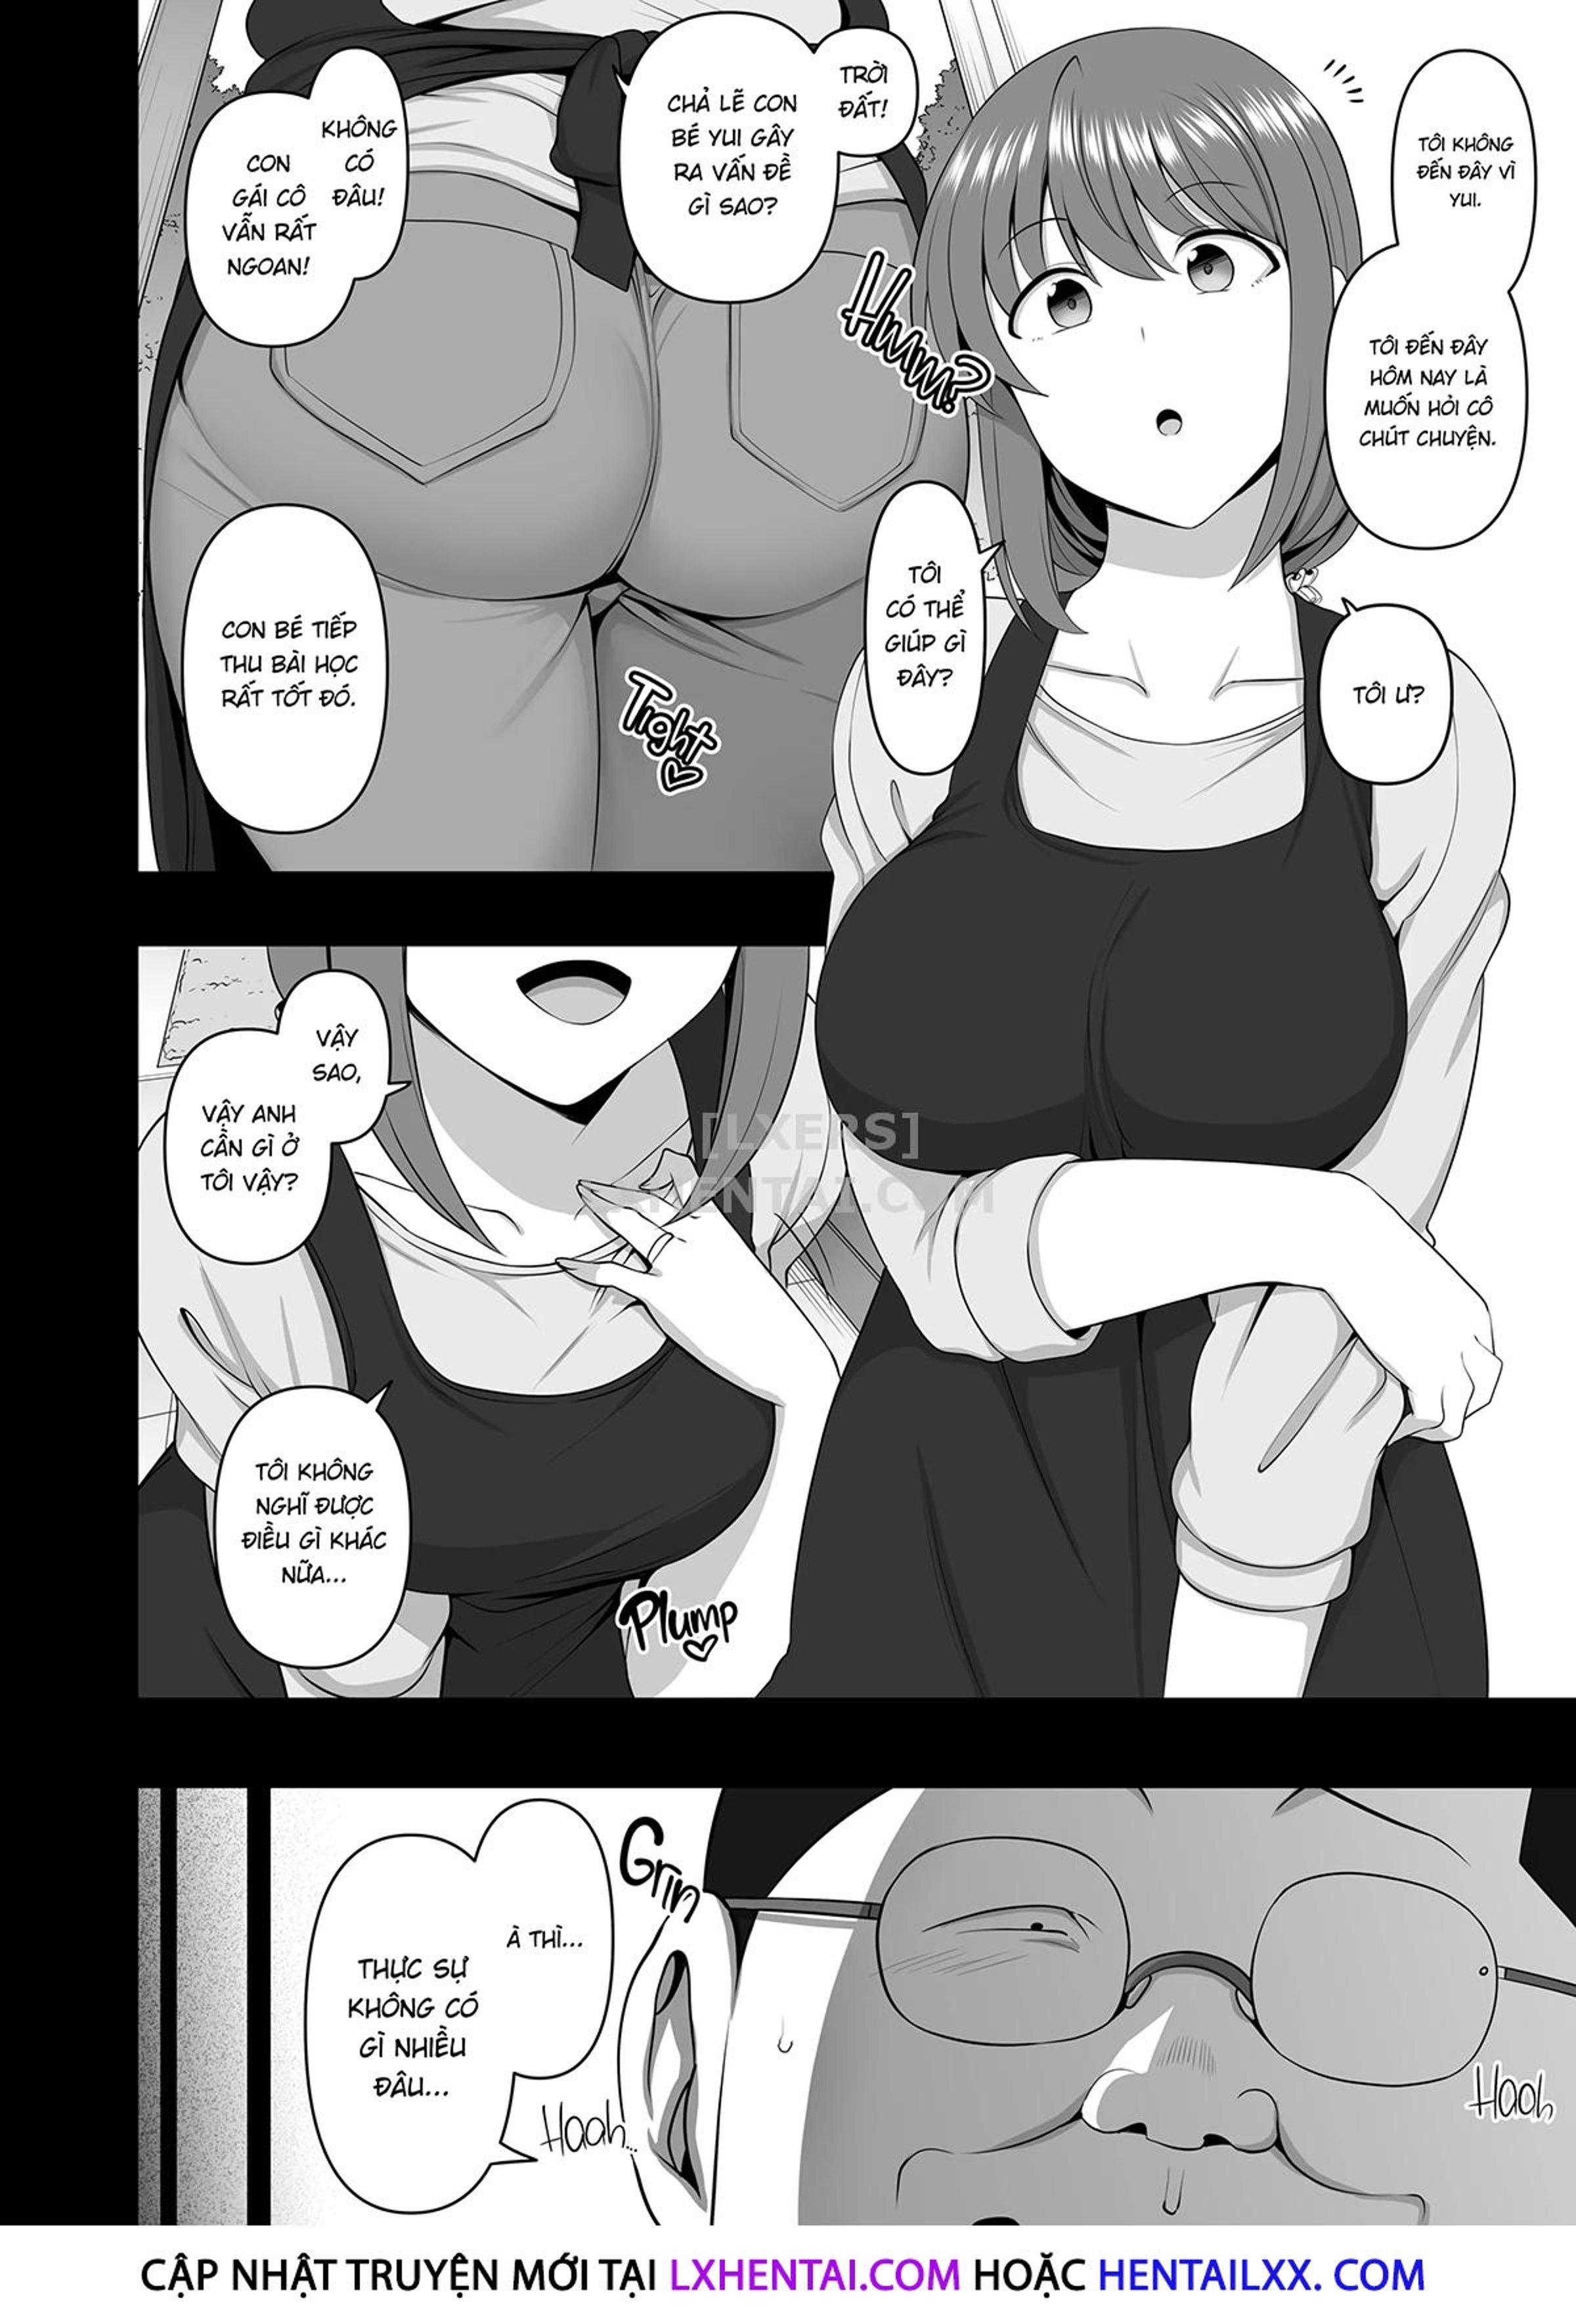 TRỜI
ĐẤT!
CHẢ LẼ CON
BÉ YUI GÂY
RA VẤN ĐỀ
GÌ SAO?
KHÔNG
CÓ
ĐÂU!
CON
GÁI CÔ
VẪN RẤT
NGOAN!
CON BÉ TIẾP
THU BÀI HỌC
RẤT TỐT ĐÓ.
Tight
TÔI KHÔNG
ĐẾN ĐÂY VÌ
YUI.
TÔI ĐẾN ĐÂY
HÔM NAY LÀ
MUỐN HỎI CÔ
CHÚT CHUYỆN.
Hmm?
TÔI Ư?
TÔI
CÓ THỂ
GIÚP GÌ
ĐÂY?
VẬY
SAO,
VẬY ANH
CẦN GÌ Ở
TÔI VẬY?
TÔI KHÔNG
NGHĨ ĐƯỢC
ĐIỀU GÌ KHÁC
NỮA...
Plump
[LXERS]
LXHENTAI.COM
Grin
À THÌ...
THỰC SỰ
KHÔNG CÓ
GÌ NHIỀU
ĐÂU...
Haah...
Haah
CẬP NHẬT TRUYỆN MỚI TẠI LXHENTAI.COM HOẶC HENTAILXX. COM